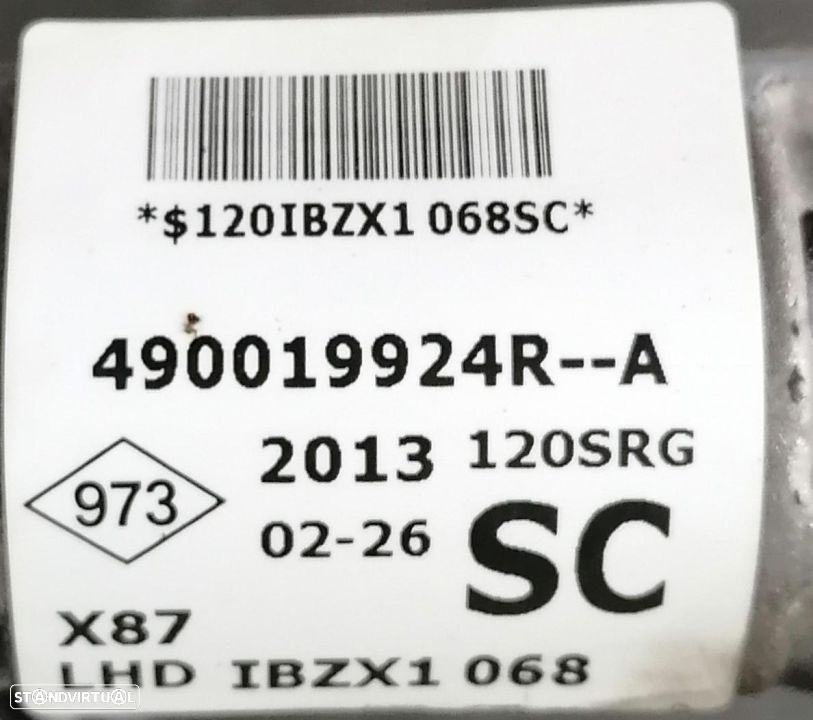 *$120IBZX1 068SC*
490019924R--A
2013 120SRG
973
02-26 SC
X87
LHD IBZX1 068
STANDVIRTUAL